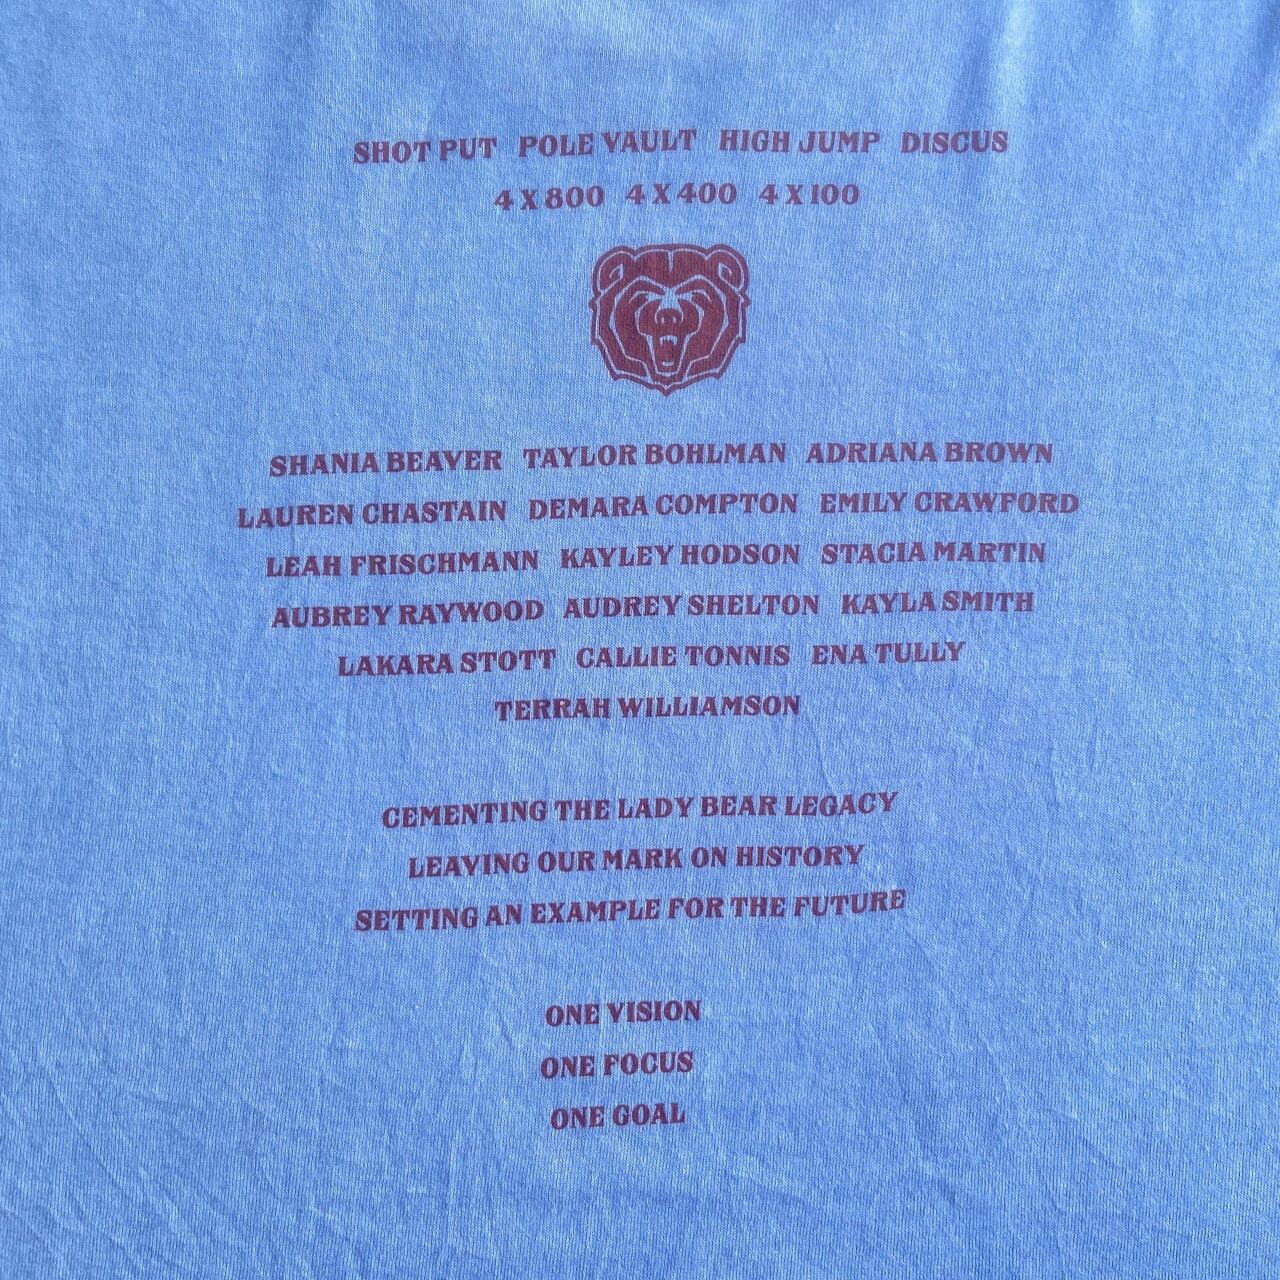 SHOT PUT POLE VAULT HIGH JUMP DISCUS
4 X 800 4 X 400 4 X 100
SHANIA BEAVER TAYLOR BOHLMAN ADRIANA BROWN
LAUREN CHASTAIN DEMARA COMPTON EMILY CRAWFORD
LEAH FRISCHMANN KAYLEY HODSON STACIA MARTIN
AUBREY RAYWOOD AUDREY SHELTON KAYLA SMITH
LAKARA STOTT CALLIE TONNIS ENA TULLY
TERRAH WILLIAMSON
CEMENTING THE LADY BEAR LEGACY
LEAVING OUR MARK ON HISTORY
SETTING AN EXAMPLE FOR THE FUTURE
ONE VISION
ONE FOCUS
ONE GOAL